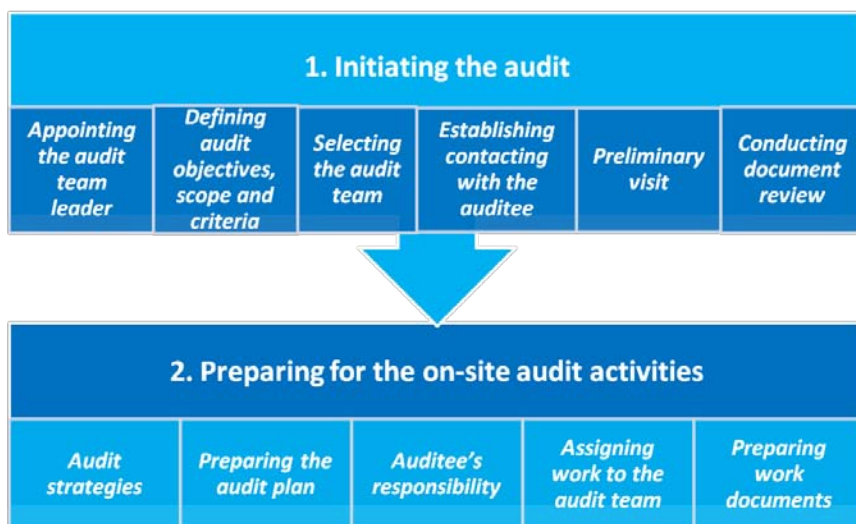 1. Initiating the audit
Appointing
the audit
team
leader
Defining
audit
objectives,
scope and
criteria
Selecting
the audit
team
Establishing
contacting
with the
auditee
Preliminary
visit
Conducting
document
review
2. Preparing for the on-site audit activities
Audit
strategies
Preparing the
audit plan
Auditee's
responsibility
Assigning
work to the
audit team
Preparing
work
documents